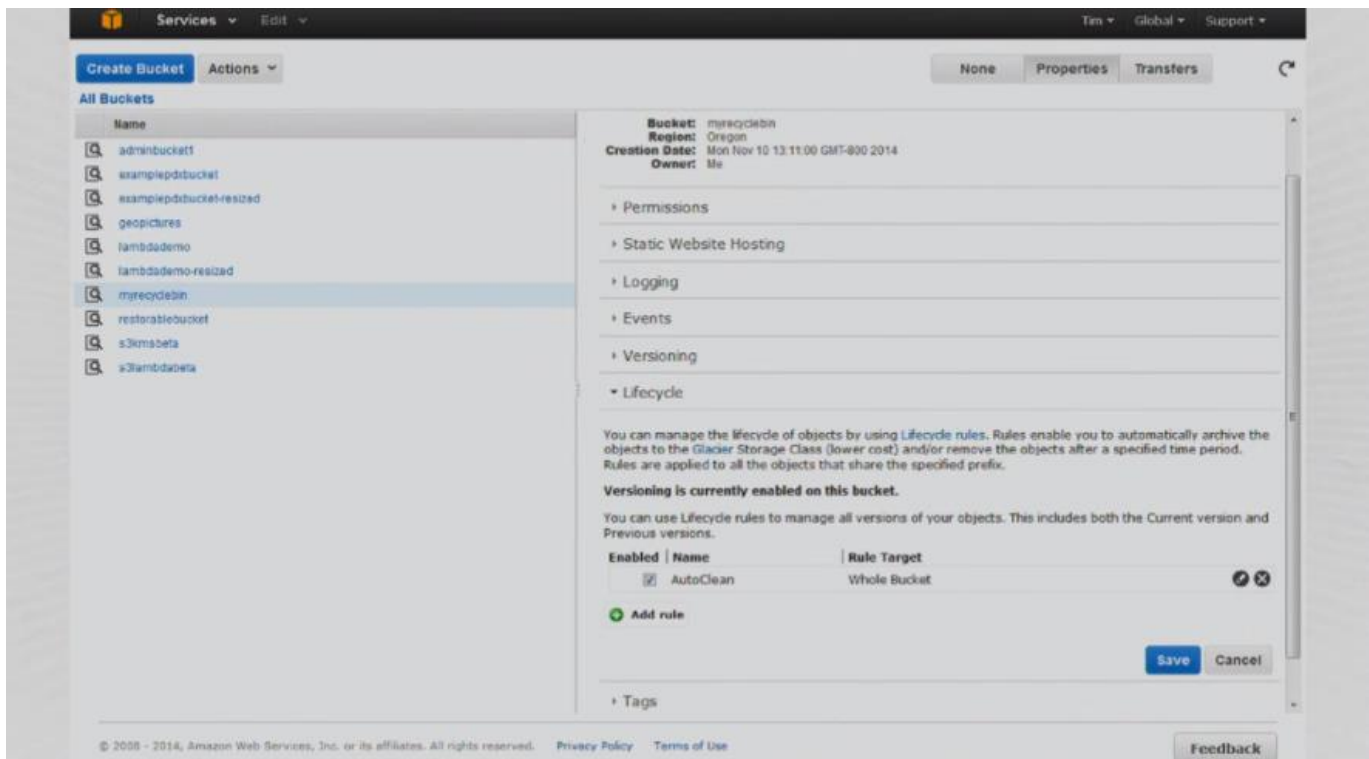 Services Edit Tim Global Support
Create Bucket Actions None Properties Transfers
All Buckets
Name
adminbucket1
examplepdxbucket
examplepdxbucket-resized
geopictures
lambdademo
lambdademo-resized
myrecyclebin
restorablebucket
s3kmsbeta
s3lambdabeta
Bucket: myrecyclebin
Region: Oregon
Creation Date: Mon Nov 10 13:11:00 GMT-800 2014
Owner: Me
Permissions
Static Website Hosting
Logging
Events
Versioning
Lifecycle
You can manage the lifecycle of objects by using Lifecycle rules. Rules enable you to automatically archive the
objects to the Glacier Storage Class (lower cost) and/or remove the objects after a specified time period.
Rules are applied to all the objects that share the specified prefix.
Versioning is currently enabled on this bucket.
You can use Lifecycle rules to manage all versions of your objects. This includes both the Current version and
Previous versions.
Enabled Name Rule Target
AutoClean Whole Bucket
Add rule
Save Cancel
Tags
© 2008 - 2014, Amazon Web Services, Inc. or its affiliates. All rights reserved. Privacy Policy Terms of Use
Feedback